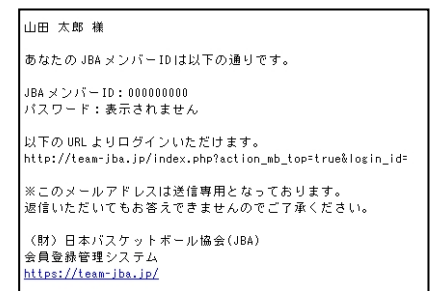 山田 太郎 様
あなたの JBA メンバーIDは以下の通りです。
JBA メンバーID：000000000
パスワード：表示されません
以下の URL よりログインいただけます。
http://team-jba.jp/index.php?action_mb_top=true&login_id=
※このメールアドレスは送信専用となっております。
返信いただいてもお答えできませんのでご了承ください。
（財）日本バスケットボール協会(JBA)
会員登録管理システム
https://team-jba.jp/